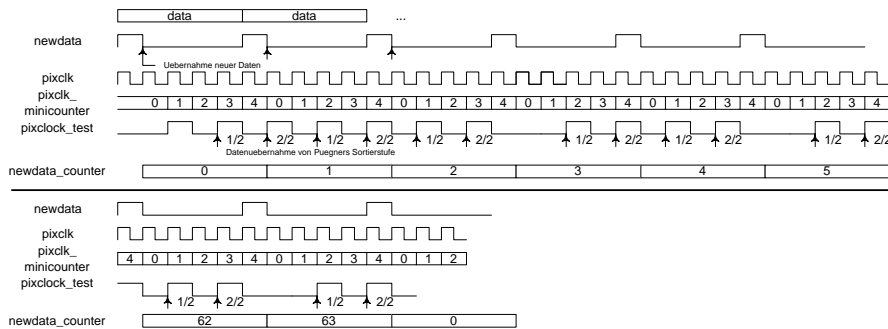 data data ...
newdata
Uebernahme neuer Daten
pixclk
pixclk_
minicounter
0 1 2 3 4 0 1 2 3 4 0 1 2 3 4 0 1 2 3 4 0 1 2 3 4 0 1 2 3 4
pixclock_test
1/2 2/2 1/2 2/2 1/2 2/2 1/2 2/2 1/2 2/2 1/2 2/2
Datenuebernahme von Puegners Sortierstufe
newdata_counter
0 1 2 3 4 5
newdata
pixclk
pixclk_
minicounter
4 0 1 2 3 4 0 1 2 3 4 0 1 2
pixclock_test
1/2 2/2 1/2 2/2
newdata_counter
62 63 0